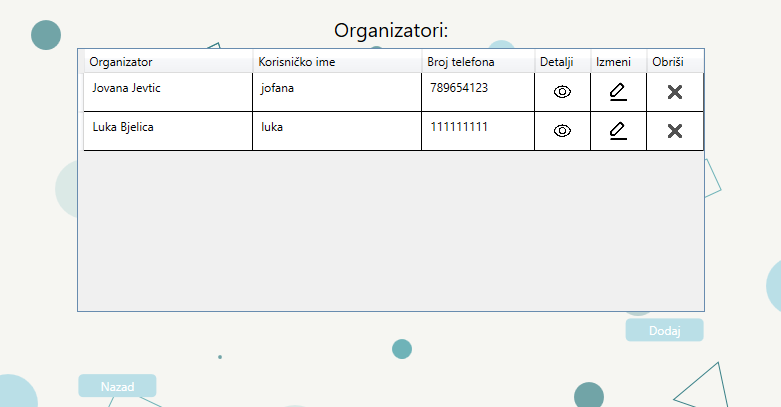 Organizatori:
Organizator Korisničko ime Broj telefona Detalji Izmeni Obriši
Jovana Jevtic jofana 789654123
Luka Bjelica luka 111111111
Dodaj
Nazad